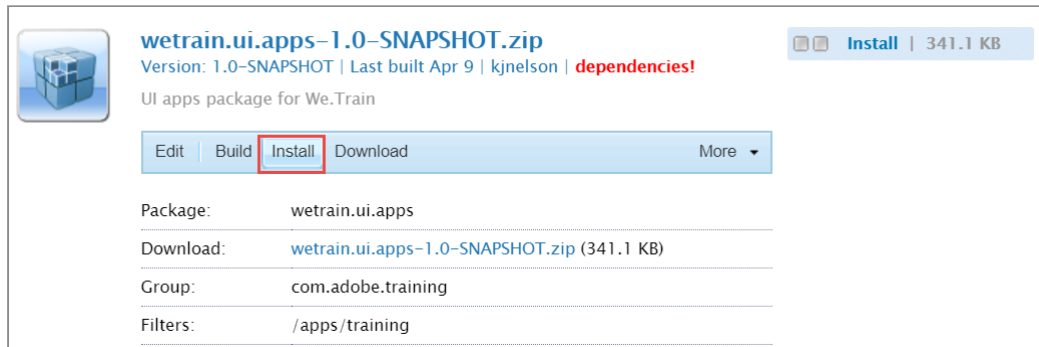 wetrain.ui.apps-1.0-SNAPSHOT.zip
Install | 341.1 KB
Version: 1.0-SNAPSHOT | Last built Apr 9 | kjnelson | dependencies!
UI apps package for We.Train
Edit Build Install Download More
Package: wetrain.ui.apps
Download: wetrain.ui.apps-1.0-SNAPSHOT.zip (341.1 KB)
Group: com.adobe.training
Filters: /apps/training